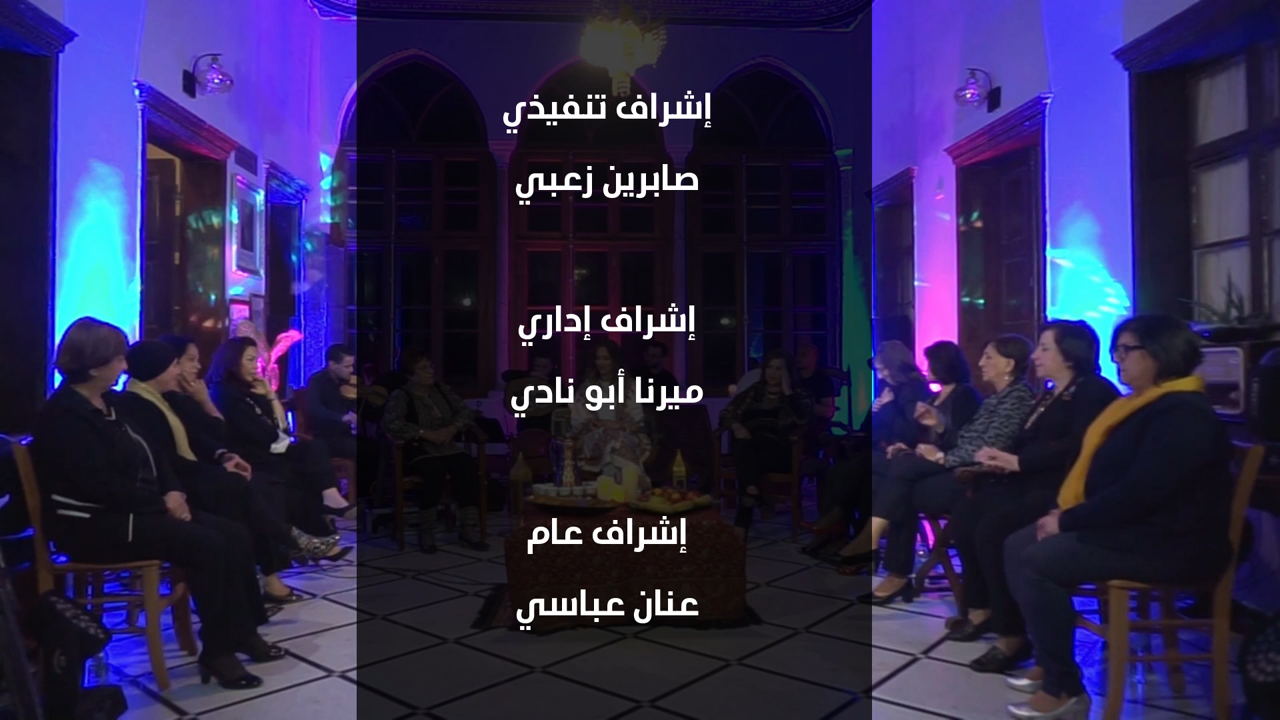 إشراف تنفيذي
صابرين زعبي
إشراف إداري
ميرنا أبو نادي
إشراف عام
عنان عباسي